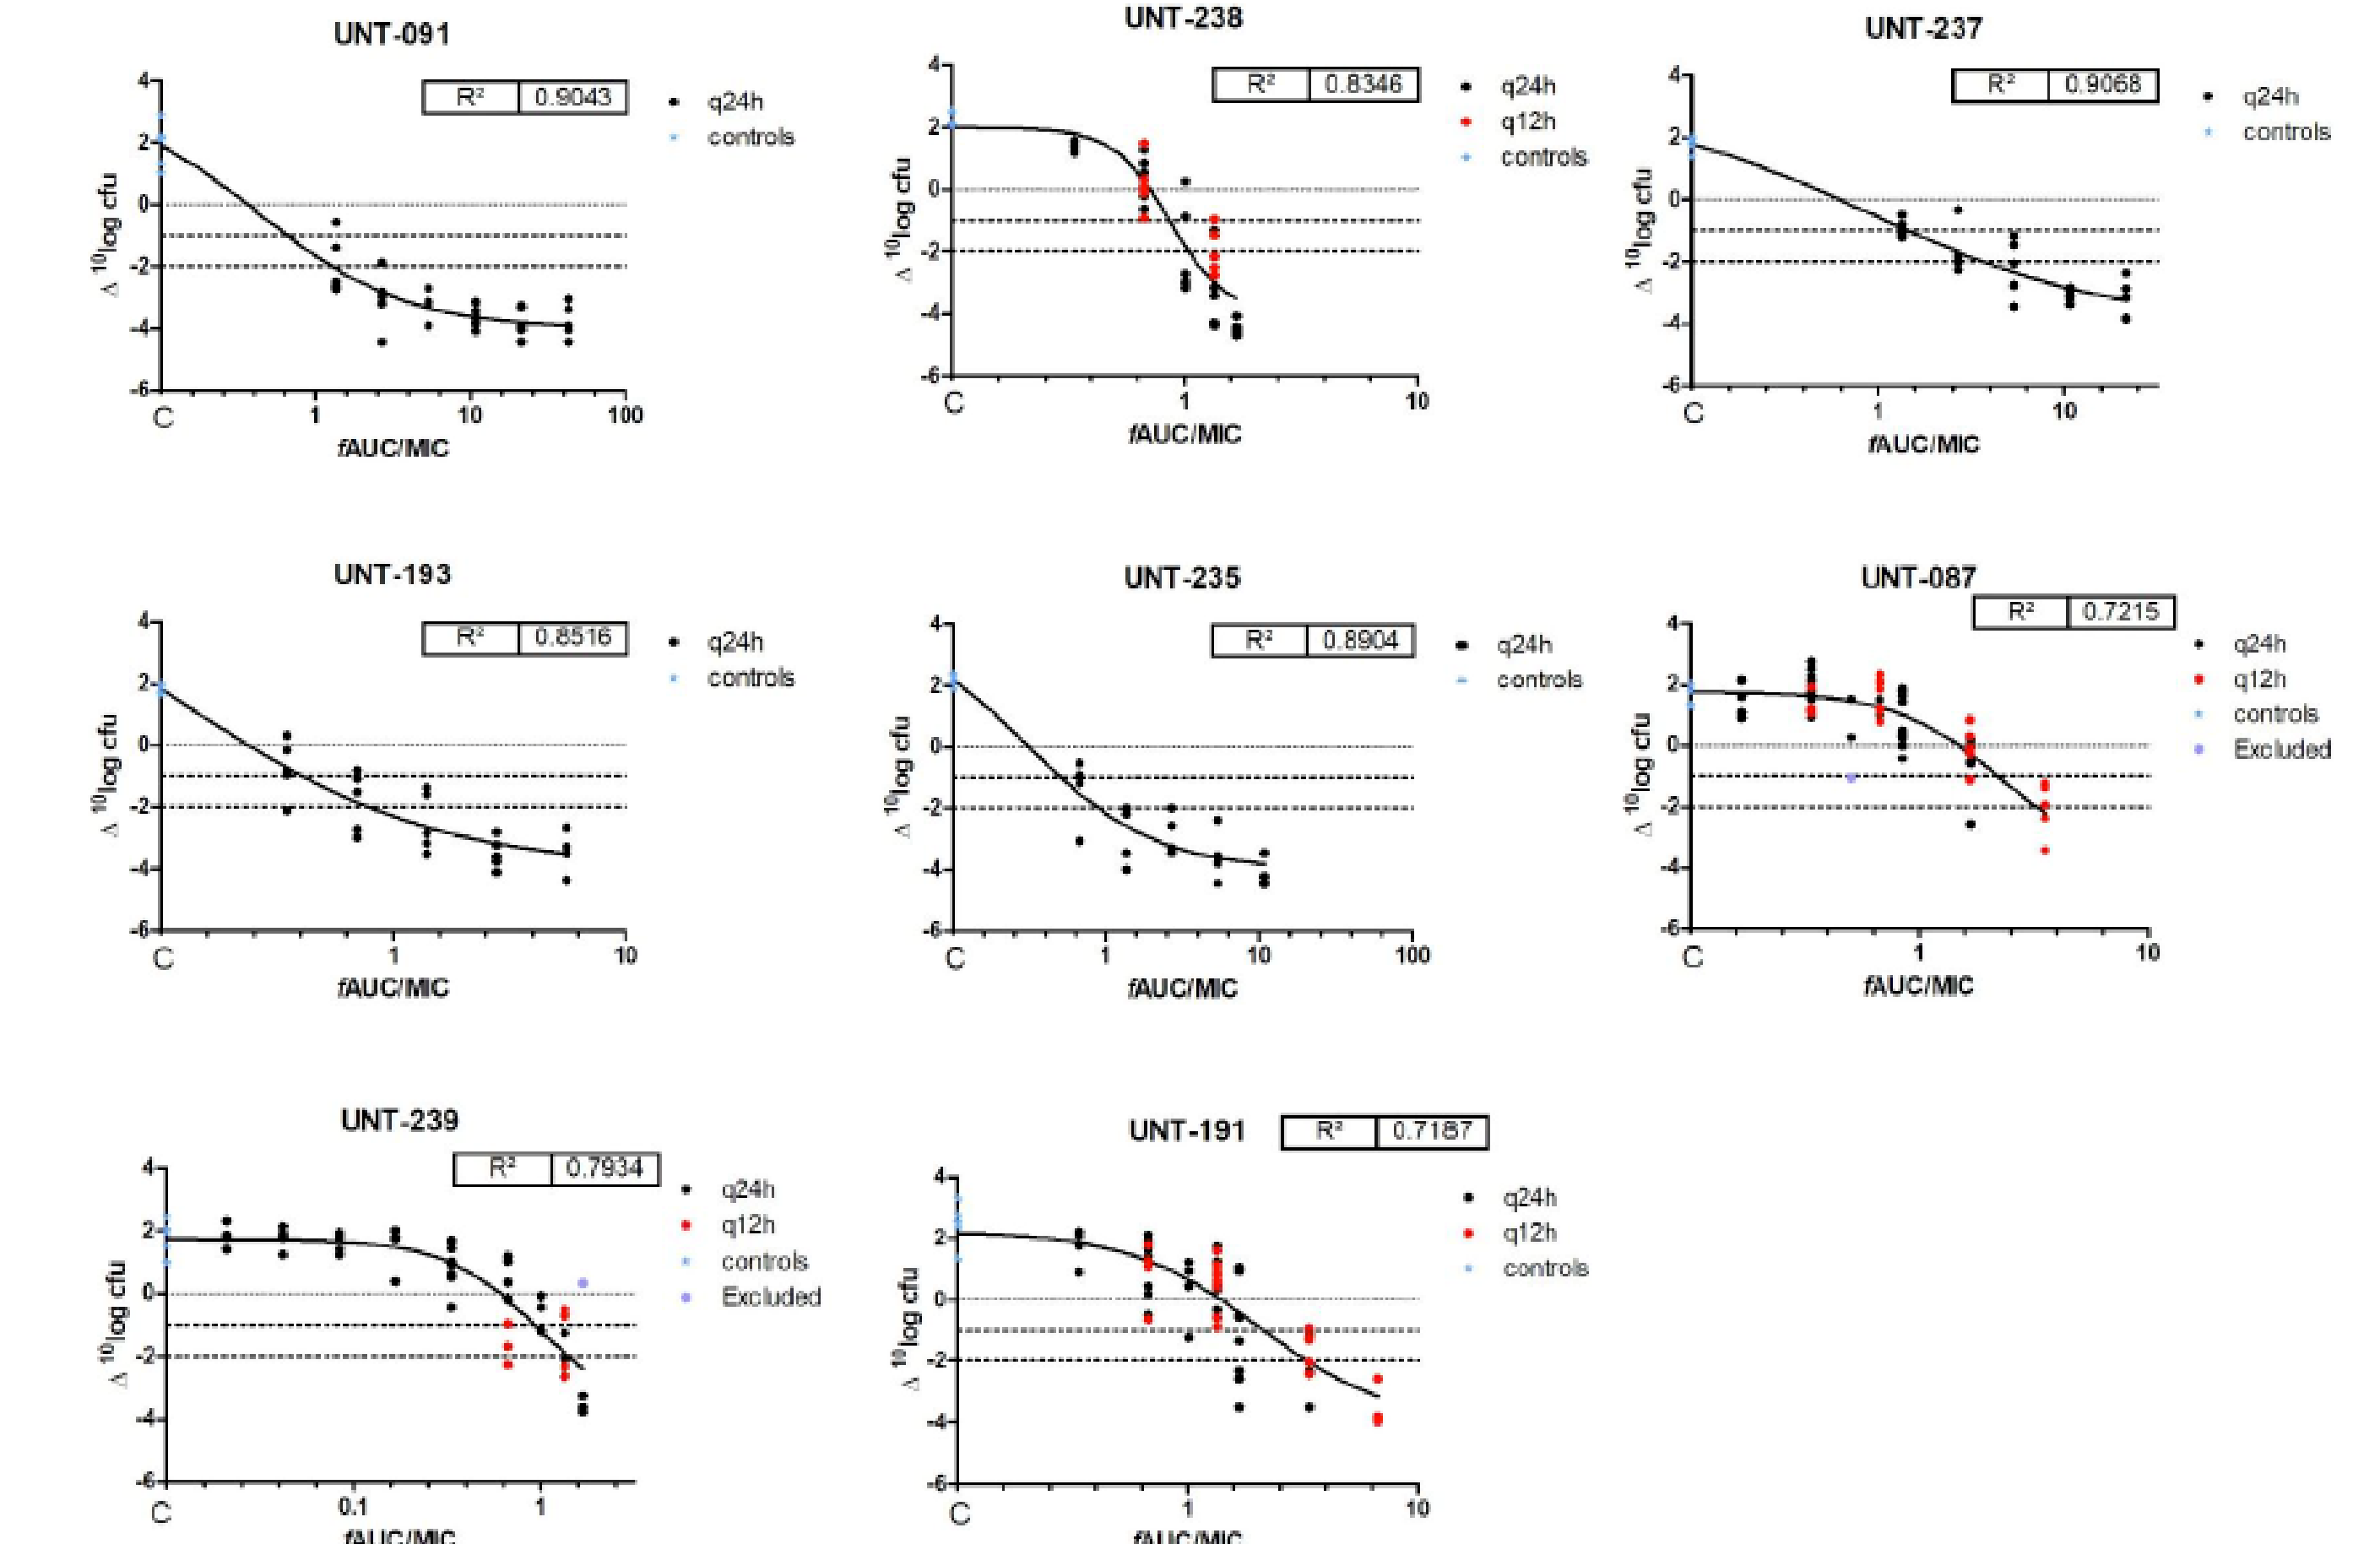 UNT-091
R² 0.9043
q24h
controls
Δ ¹⁰log cfu
4
2
0
-2
-4
-6
C 1 10 100
fAUC/MIC
UNT-238
R² 0.8346
q24h
q12h
controls
Δ ¹⁰log cfu
4
2
0
-2
-4
-6
C 1 10
fAUC/MIC
UNT-237
R² 0.9068
q24h
controls
Δ ¹⁰log cfu
4
2
0
-2
-4
-6
C 1 10
fAUC/MIC
UNT-193
R² 0.8516
q24h
controls
Δ ¹⁰log cfu
4
2
0
-2
-4
-6
C 1 10
fAUC/MIC
UNT-235
R² 0.8904
q24h
controls
Δ ¹⁰log cfu
4
2
0
-2
-4
-6
C 1 10 100
fAUC/MIC
UNT-087
R² 0.7215
q24h
q12h
controls
Excluded
Δ ¹⁰log cfu
4
2
0
-2
-4
-6
C 1 10
fAUC/MIC
UNT-239
R² 0.7934
q24h
q12h
controls
Excluded
Δ ¹⁰log cfu
4
2
0
-2
-4
-6
C 0.1 1
fAUC/MIC
UNT-191
R² 0.7187
q24h
q12h
controls
Δ ¹⁰log cfu
4
2
0
-2
-4
-6
C 1 10
fAUC/MIC